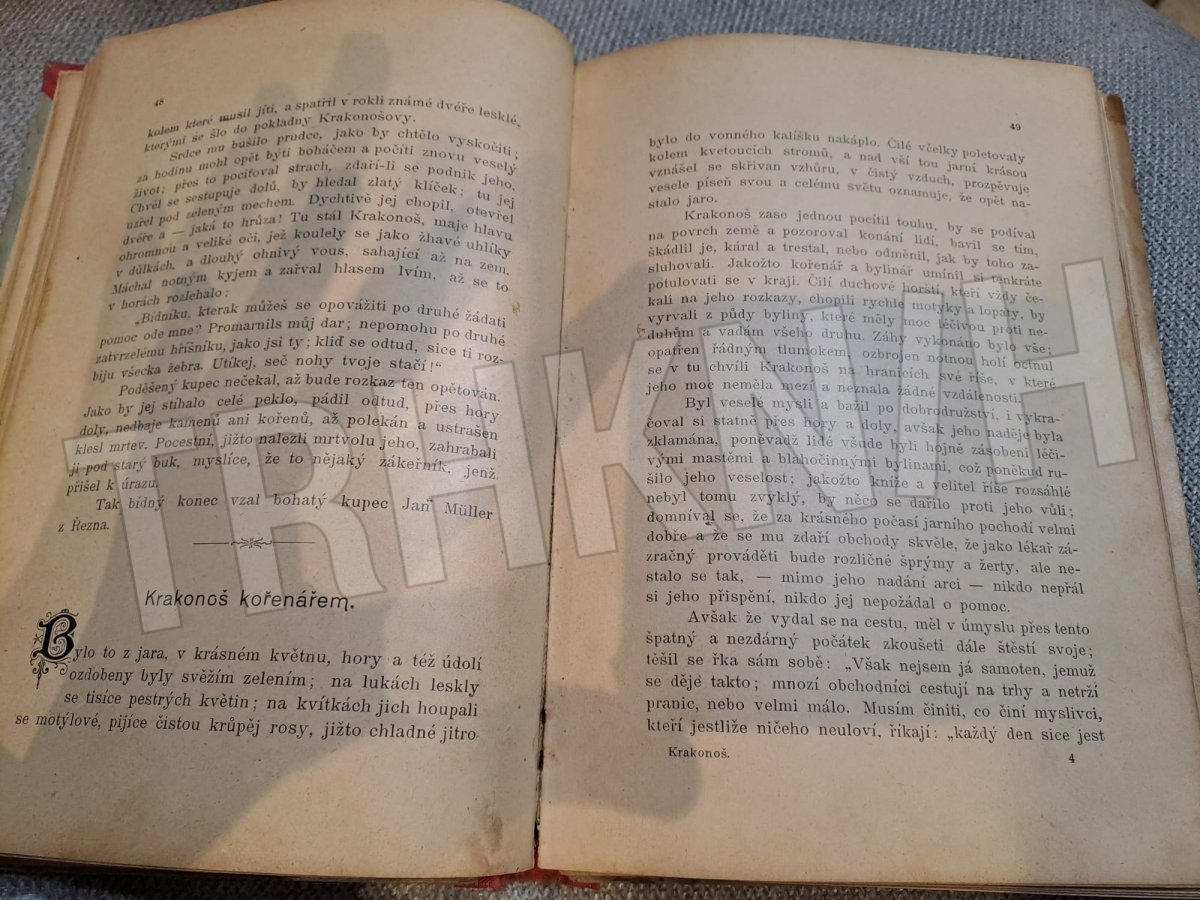 48
kolem které musil jíti, a spatřil v rokli známé dvéře lesklé,
kterými se šlo do pokladny Krakonošovy.
Srdce mu bušilo prudce, jako by chtělo vyskočiti;
za hodinu mohl opět býti boháčem a počíti znovu veselý
život; přes to pociťoval strach, zdaří-li se podnik jeho.
Chvěl se sestupuje dolů, by hledal zlatý klíček; tu jej
uzřel pod zeleným mechem. Dychtivě jej chopil, otevřel
dvéře a — jaká to hrůza! Tu stál Krakonoš, maje hlavu
ohromnou a veliké oči, jež koulely se jako žhavé uhlíky
v důlkách, a dlouhý ohnivý vous, sahající až na zem.
Máchal notným kyjem a zařval hlasem lvím, až se to
v horách rozlehalo:
„Bídníku, kterak můžeš se opovážiti po druhé žádati
pomoc ode mne? Promarnils můj dar; nepomohu po druhé
zatvrzelému hříšníku, jako jsi ty; kliď se odtud, sice ti roz-
biju všecka žebra. Utíkej, seč nohy tvoje stačí!“
Poděšený kupec nečekal, až bude rozkaz ten opětován.
Jako by jej stíhalo celé peklo, pádil odtud, přes hory
doly, nedbaje kamenů ani kořenů, až polekán a ustrašen
klesl mrtev. Pocestní, jižto nalezli mrtvolu jeho, zahrabali
ji pod starý buk, myslíce, že to nějaký zákeřník, jenž
přišel k úrazu.
Tak bídný konec vzal bohatý kupec Jan Müller
z Řezna.
Krakonoš kořenářem.
Bylo to z jara, v krásném květnu, hory a též údolí
ozdobeny byly svěžím zelením; na lukách leskly
se tisíce pestrých květin; na kvítkách jich houpali
se motýlové, pijíce čistou krůpěj rosy, jižto chladné jitro
49
bylo do vonného kalíšku nakáplo. Čilé včelky poletovaly
kolem kvetoucích stromů, a nad vší tou jarní krásou
vznášel se skřivan vzhůru, v čistý vzduch, prozpěvuje
vesele píseň svou a celému světu oznamuje, že opět na-
stalo jaro.
Krakonoš zase jednou pocítil touhu, by se podíval
na povrch země a pozoroval konání lidí, bavil se tím,
škádlil je, káral a trestal, nebo odměnil, jak by toho za-
sluhovali. Jakožto kořenář a bylinář umínil si tenkráte
potulovati se v kraji. Čilí duchové horští, kteří vždy če-
kali na jeho rozkazy, chopili rychle motyky a lopaty, by
vyrvali z půdy byliny, které měly moc léčivou proti ne-
duhům a vadám všeho druhu. Záhy vykonáno bylo vše;
opatřen řádným tlumokem, ozbrojen notnou holí octnul
se v tu chvíli Krakonoš na hranicích své říše, v které
jeho moc neměla mezí a neznala žádné vzdálenosti.
Byl veselé mysli a bažil po dobrodružství, i vykra-
čoval si statně přes hory a doly, avšak jeho naděje byla
zklamána, poněvadž lidé všude byli hojně zásobeni léči-
vými mastěmi a blahočinnými bylinami, což poněkud ru-
šilo jeho veselost; jakožto kníže a velitel říše rozsáhlé
nebyl tomu zvyklý, by něco se dařilo proti jeho vůli;
domníval se, že za krásného počasí jarního pochodí velmi
dobře a že se mu zdaří obchody skvěle, že jako lékař zá-
zračný prováděti bude rozličné šprýmy a žerty, ale ne-
stalo se tak, — mimo jeho nadání arci — nikdo nepřál
si jeho přispění, nikdo jej nepožádal o pomoc.
Avšak že vydal se na cestu, měl v úmyslu přes tento
špatný a nezdárný počátek zkoušeti dále štěstí svoje;
těšil se řka sám sobě: „Však nejsem já samoten, jemuž
se děje takto; mnozí obchodníci cestují na trhy a netrží
pranic, nebo velmi málo. Musím činiti, co činí myslivci,
kteří jestliže ničeho neuloví, říkají: „každý den sice jest
Krakonoš.
4
TRHKNIH